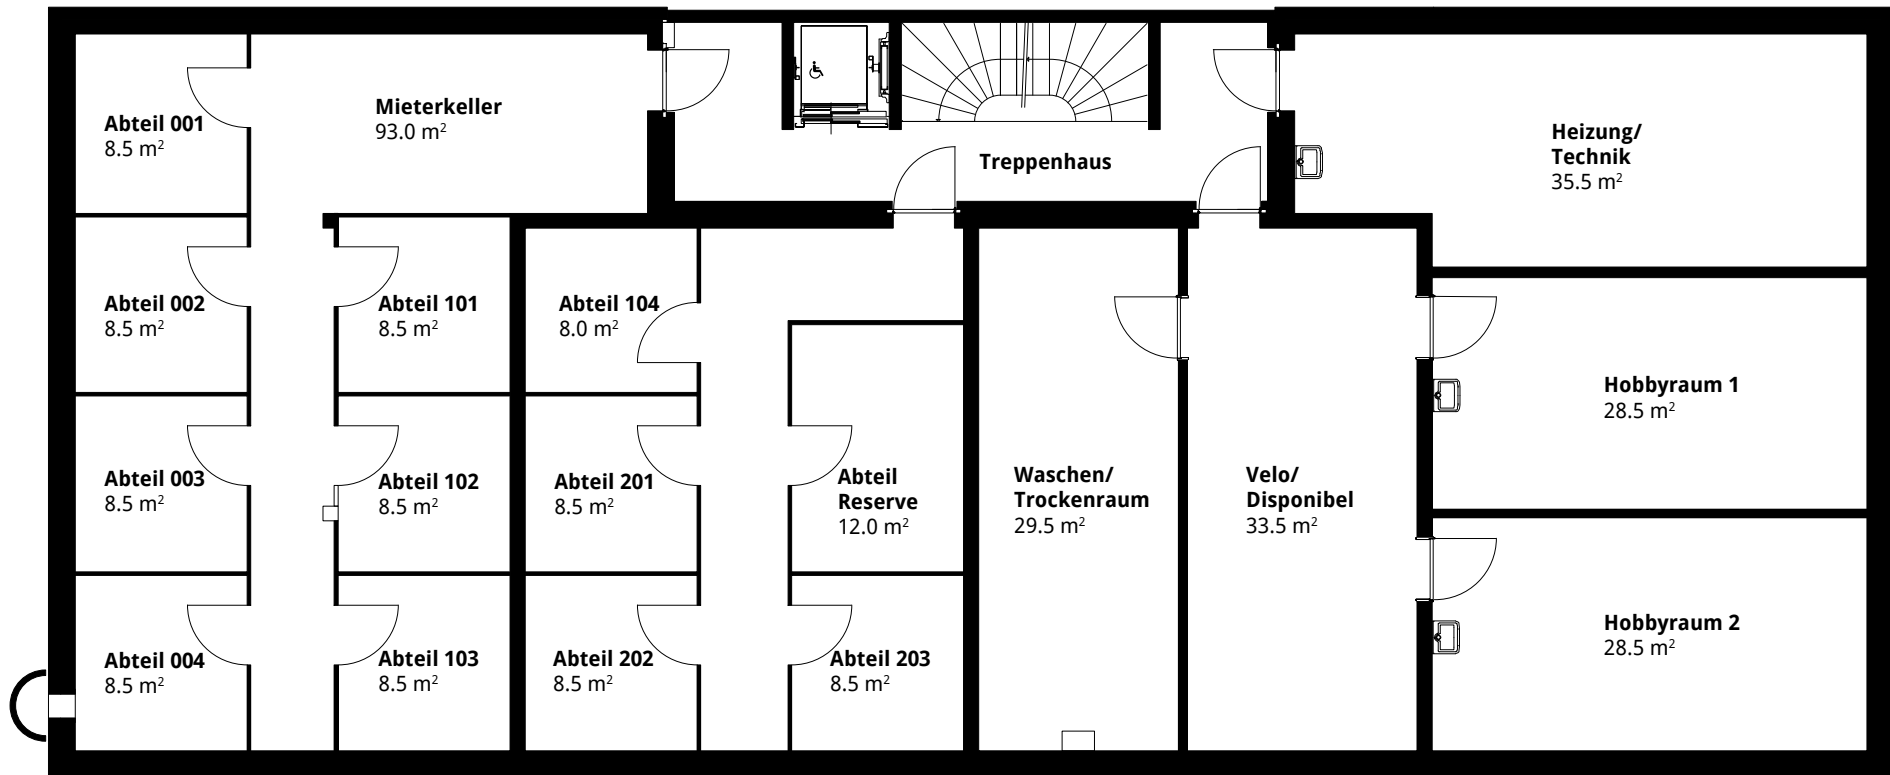 Abteil 001
8.5 m²
Mieterkeller
93.0 m²
Treppenhaus
Heizung/
Technik
35.5 m²
Abteil 002
8.5 m²
Abteil 101
8.5 m²
Abteil 104
8.0 m²
Hobbyraum 1
28.5 m²
Abteil 003
8.5 m²
Abteil 102
8.5 m²
Abteil 201
8.5 m²
Abteil
Reserve
12.0 m²
Waschen/
Trockenraum
29.5 m²
Velo/
Disponibel
33.5 m²
Hobbyraum 2
28.5 m²
Abteil 004
8.5 m²
Abteil 103
8.5 m²
Abteil 202
8.5 m²
Abteil 203
8.5 m²